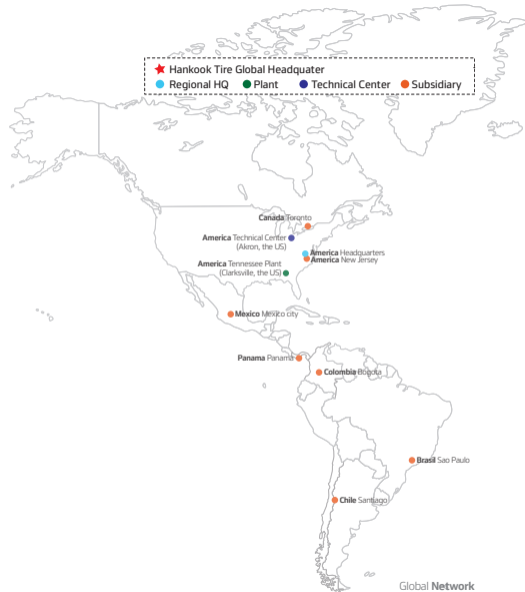 Hankook Tire Global Headquater
Regional HQ Plant Technical Center Subsidiary
Canada Toronto
America Technical Center
(Akron, the US)
America Headquarters
America New Jersey
America Tennessee Plant
(Clarksville, the US)
Mexico Mexico city
Panama Panama
Colombia Bogota
Brasil Sao Paulo
Chile Santiago
Global Network